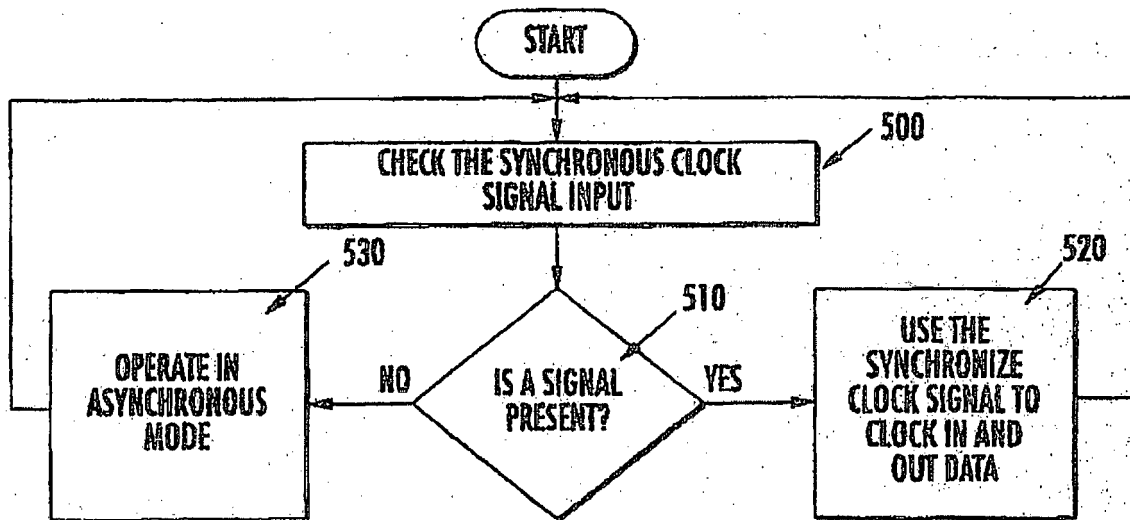 START
500
CHECK THE SYNCHRONOUS CLOCK
SIGNAL INPUT
530
510
520
OPERATE IN
ASYNCHRONOUS
MODE
NO
IS A SIGNAL
PRESENT?
YES
USE THE
SYNCHRONIZE
CLOCK SIGNAL TO
CLOCK IN AND
OUT DATA